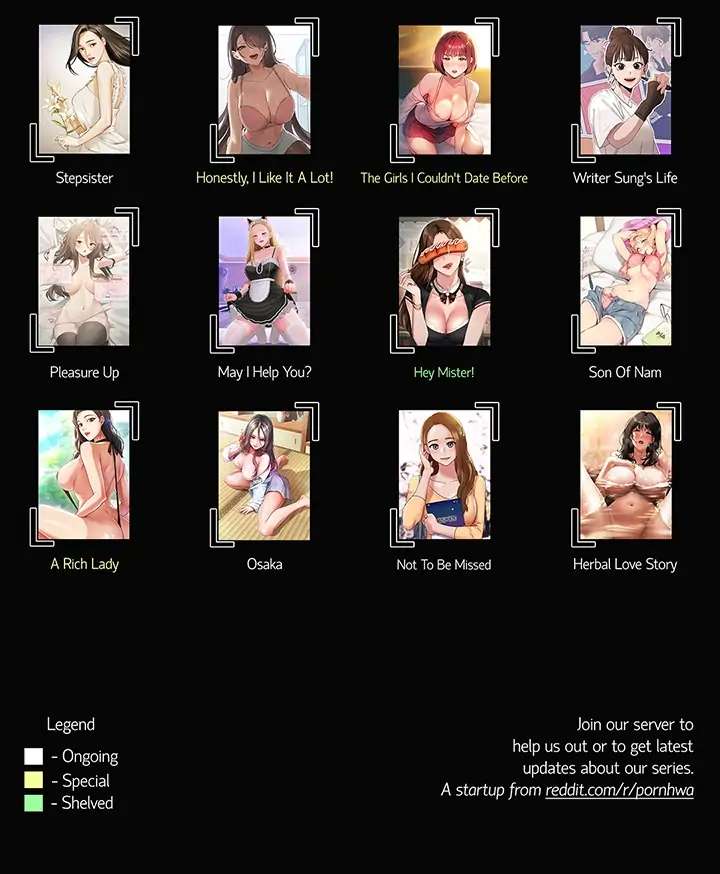 Stepsister
Honestly, I Like It A Lot!
The Girls I Couldn't Date Before
Writer Sung's Life
Pleasure Up
May I Help You?
Hey Mister!
Son Of Nam
A Rich Lady
Osaka
Not To Be Missed
Herbal Love Story
Legend
- Ongoing
- Special
- Shelved
Join our server to
help us out or to get latest
updates about our series.
A startup from reddit.com/r/pornhwa